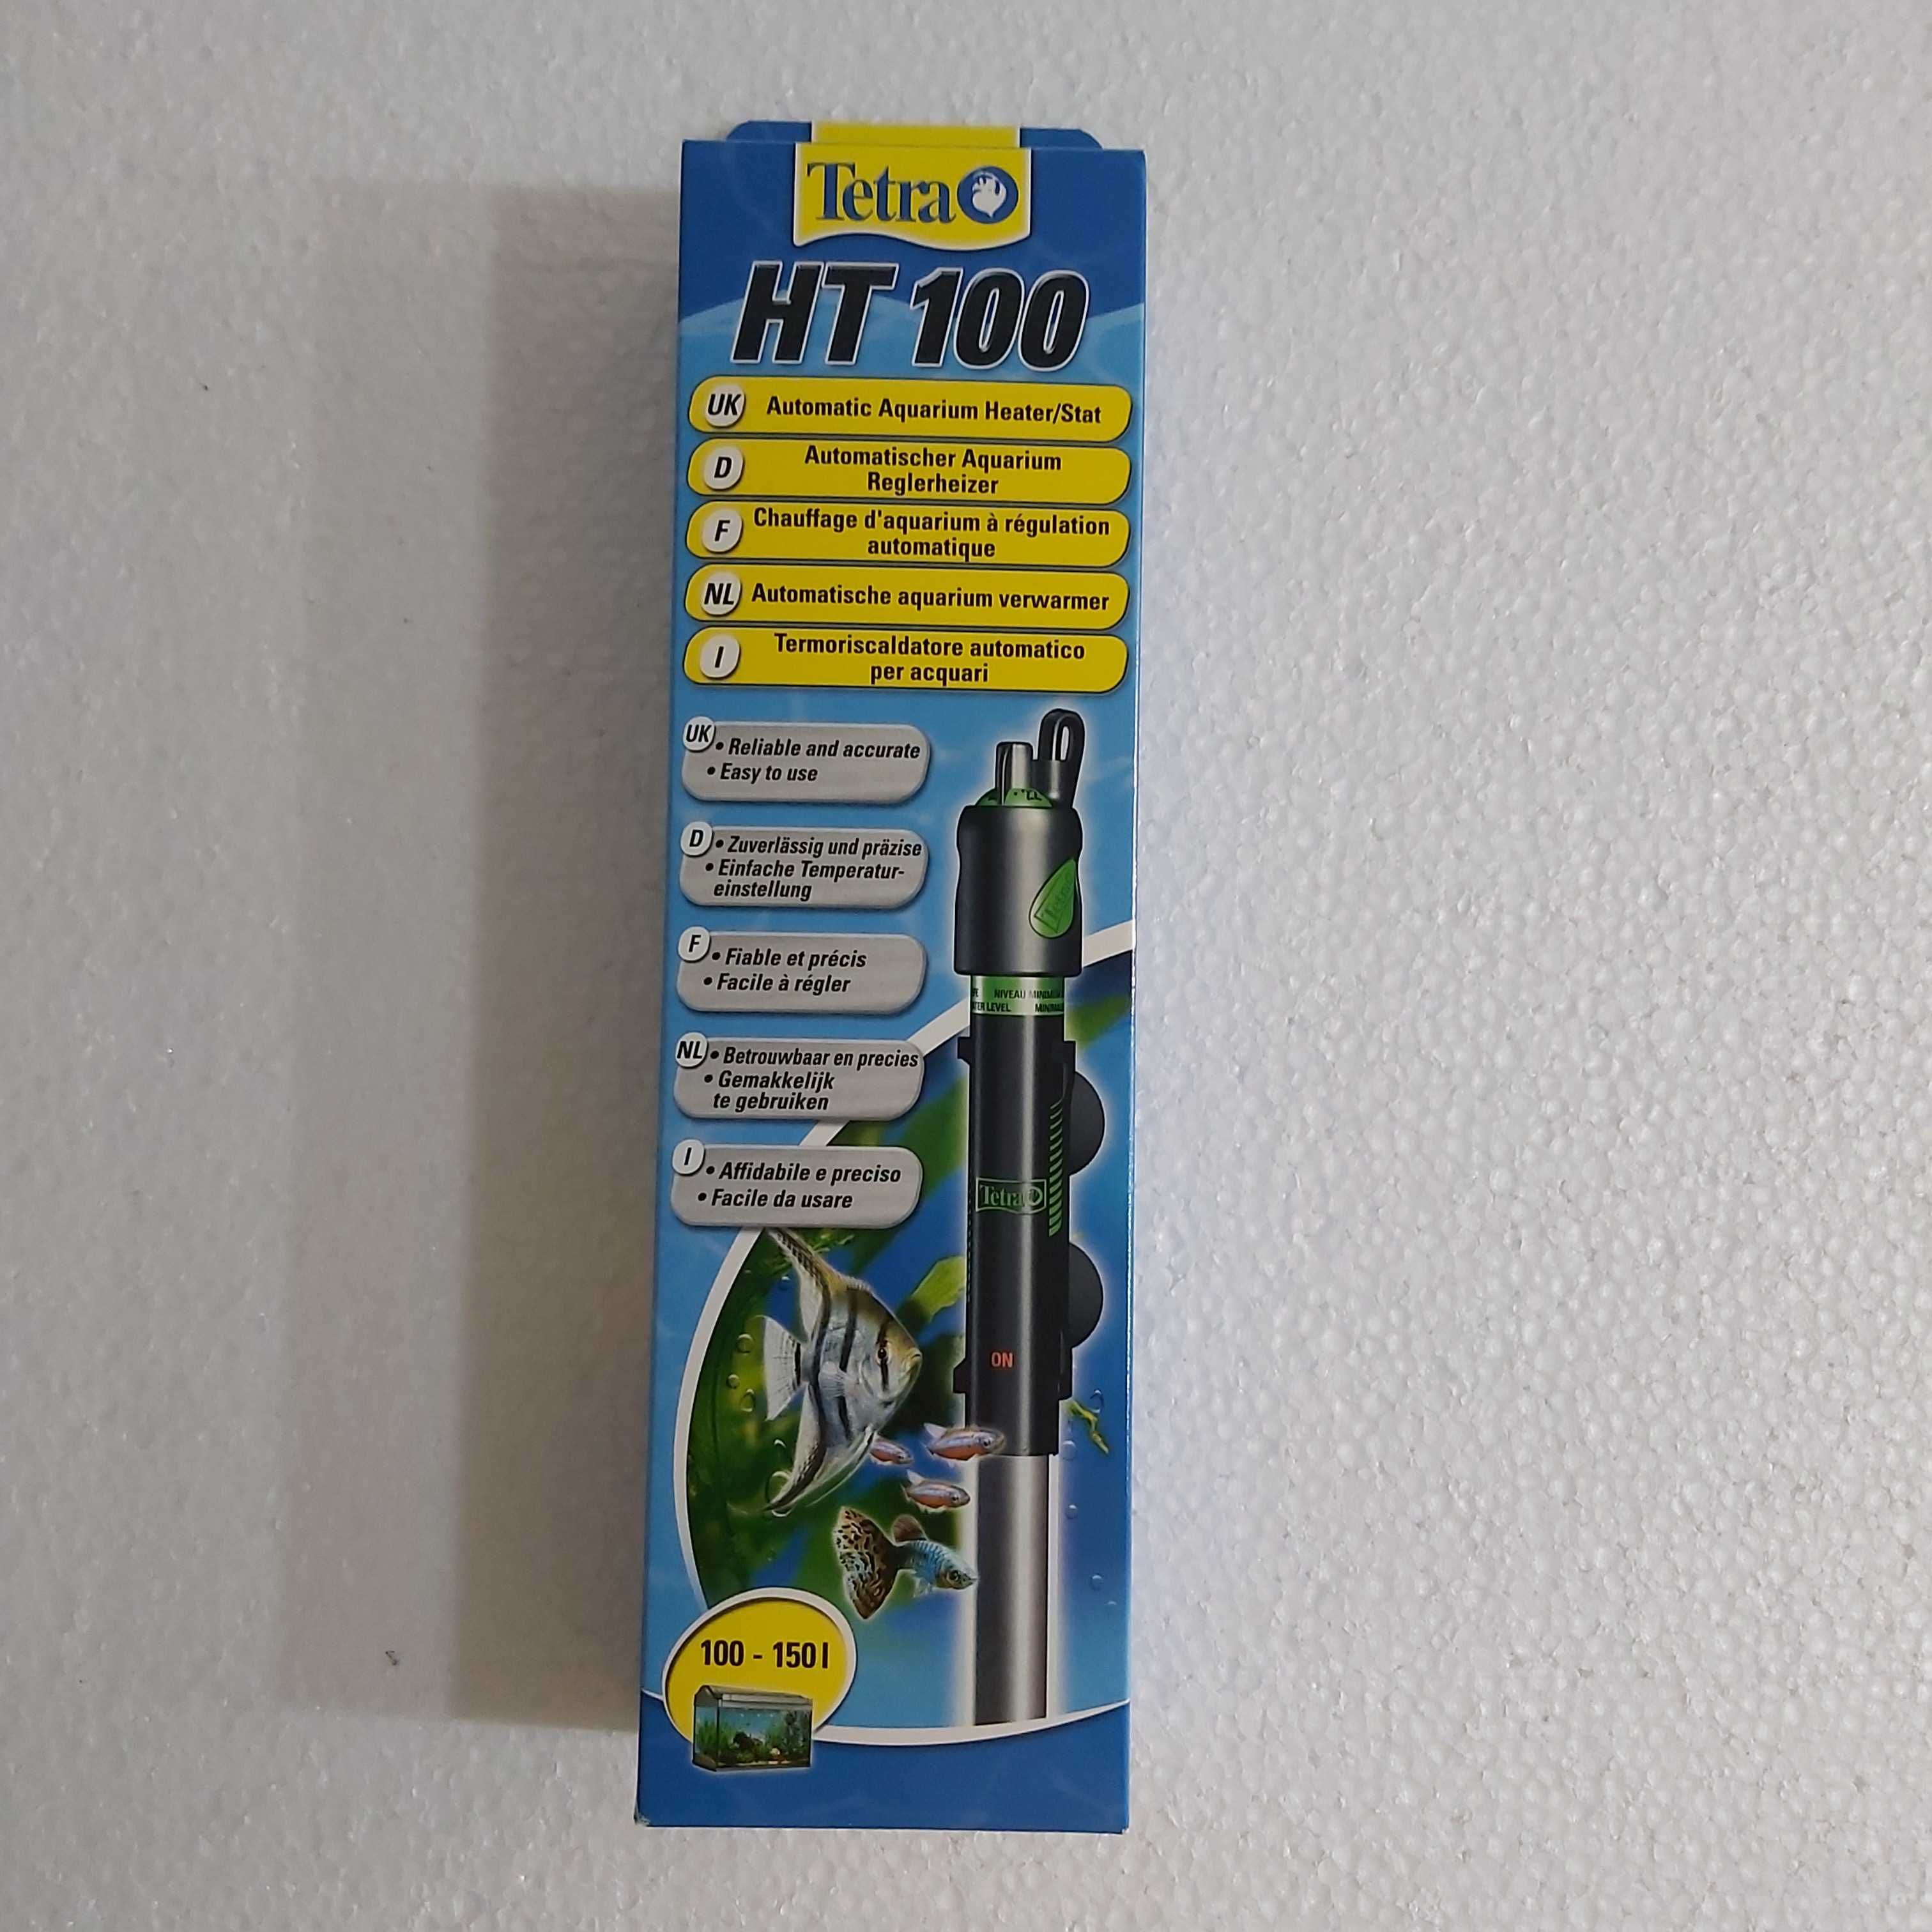 Tetra
HT 100
UK Automatic Aquarium Heater/Stat
D Automatischer Aquarium
Reglerheizer
F Chauffage d'aquarium à régulation
automatique
NL Automatische aquarium verwarmer
I Termoriscaldatore automatico
per acquari
UK • Reliable and accurate
• Easy to use
D • Zuverlässig und präzise
• Einfache Temperatur-
einstellung
F • Fiable et précis
• Facile à régler
NL • Betrouwbaar en precies
• Gemakkelijk
te gebruiken
I • Affidabile e preciso
• Facile da usare
Tetra
NIVEAU
LEVEL
Tetra
ON
100 - 150 l